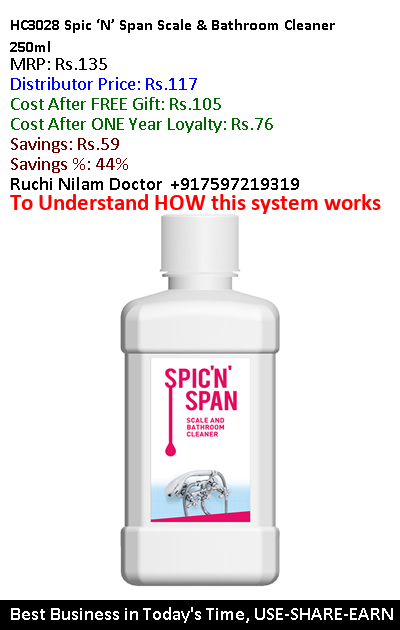 HC3028 Spic ‘N’ Span Scale & Bathroom Cleaner
250ml
MRP: Rs.135
Distributor Price: Rs.117
Cost After FREE Gift: Rs.105
Cost After ONE Year Loyalty: Rs.76
Savings: Rs.59
Savings %: 44%
Ruchi Nilam Doctor +917597219319
To Understand HOW this system works
SPIC'N'
SPAN
SCALE AND
BATHROOM
CLEANER
Best Business in Today's Time, USE-SHARE-EARN